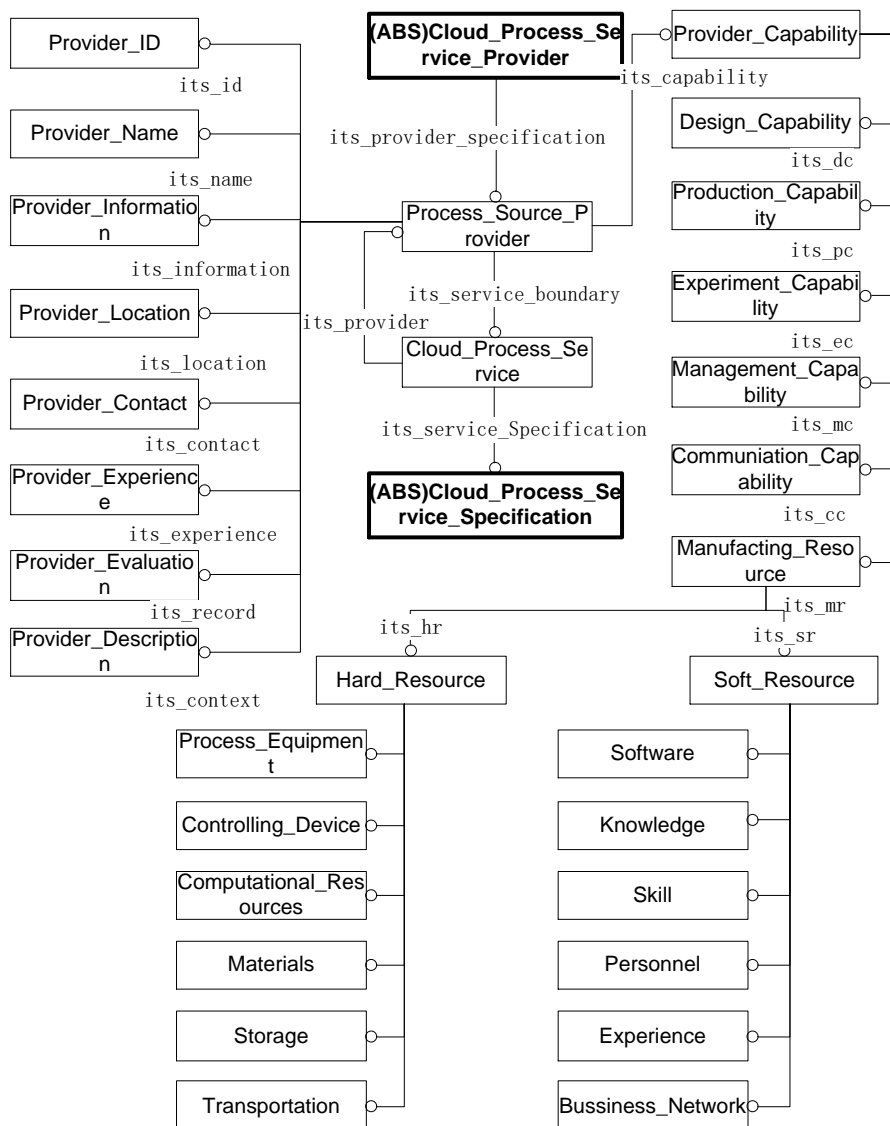 Provider_ID
its_id
Provider_Name
its_name
Provider_Informatio
n
its_information
Provider_Location
its_location
Provider_Contact
its_contact
Provider_Experienc
e
its_experience
Provider_Evaluation
n
its_record
Provider_Descriptio
n
its_context
(ABS)Cloud_Process_Se
rvice_Provider
its_provider_specification
its_capability
Process_Source_P
rovider
its_service_boundary
its_provider
Cloud_Process_Se
rvice
its_service_Specification
(ABS)Cloud_Process_Se
rvice_Specification
Provider_Capability
Design_Capability
its_dc
Production_Capabil
ity
its_pc
Experiment_Capabi
lity
its_ec
Management_Capa
bility
its_mc
Communiation_Cap
ability
its_cc
Manufacting_Reso
urce
its_mr
its_hr
its_sr
Hard_Resource
Process_Equipmen
t
Controlling_Device
Computational_Res
ources
Materials
Storage
Transportation
Soft_Resource
Software
Knowledge
Skill
Personnel
Experience
Bussiness_Network